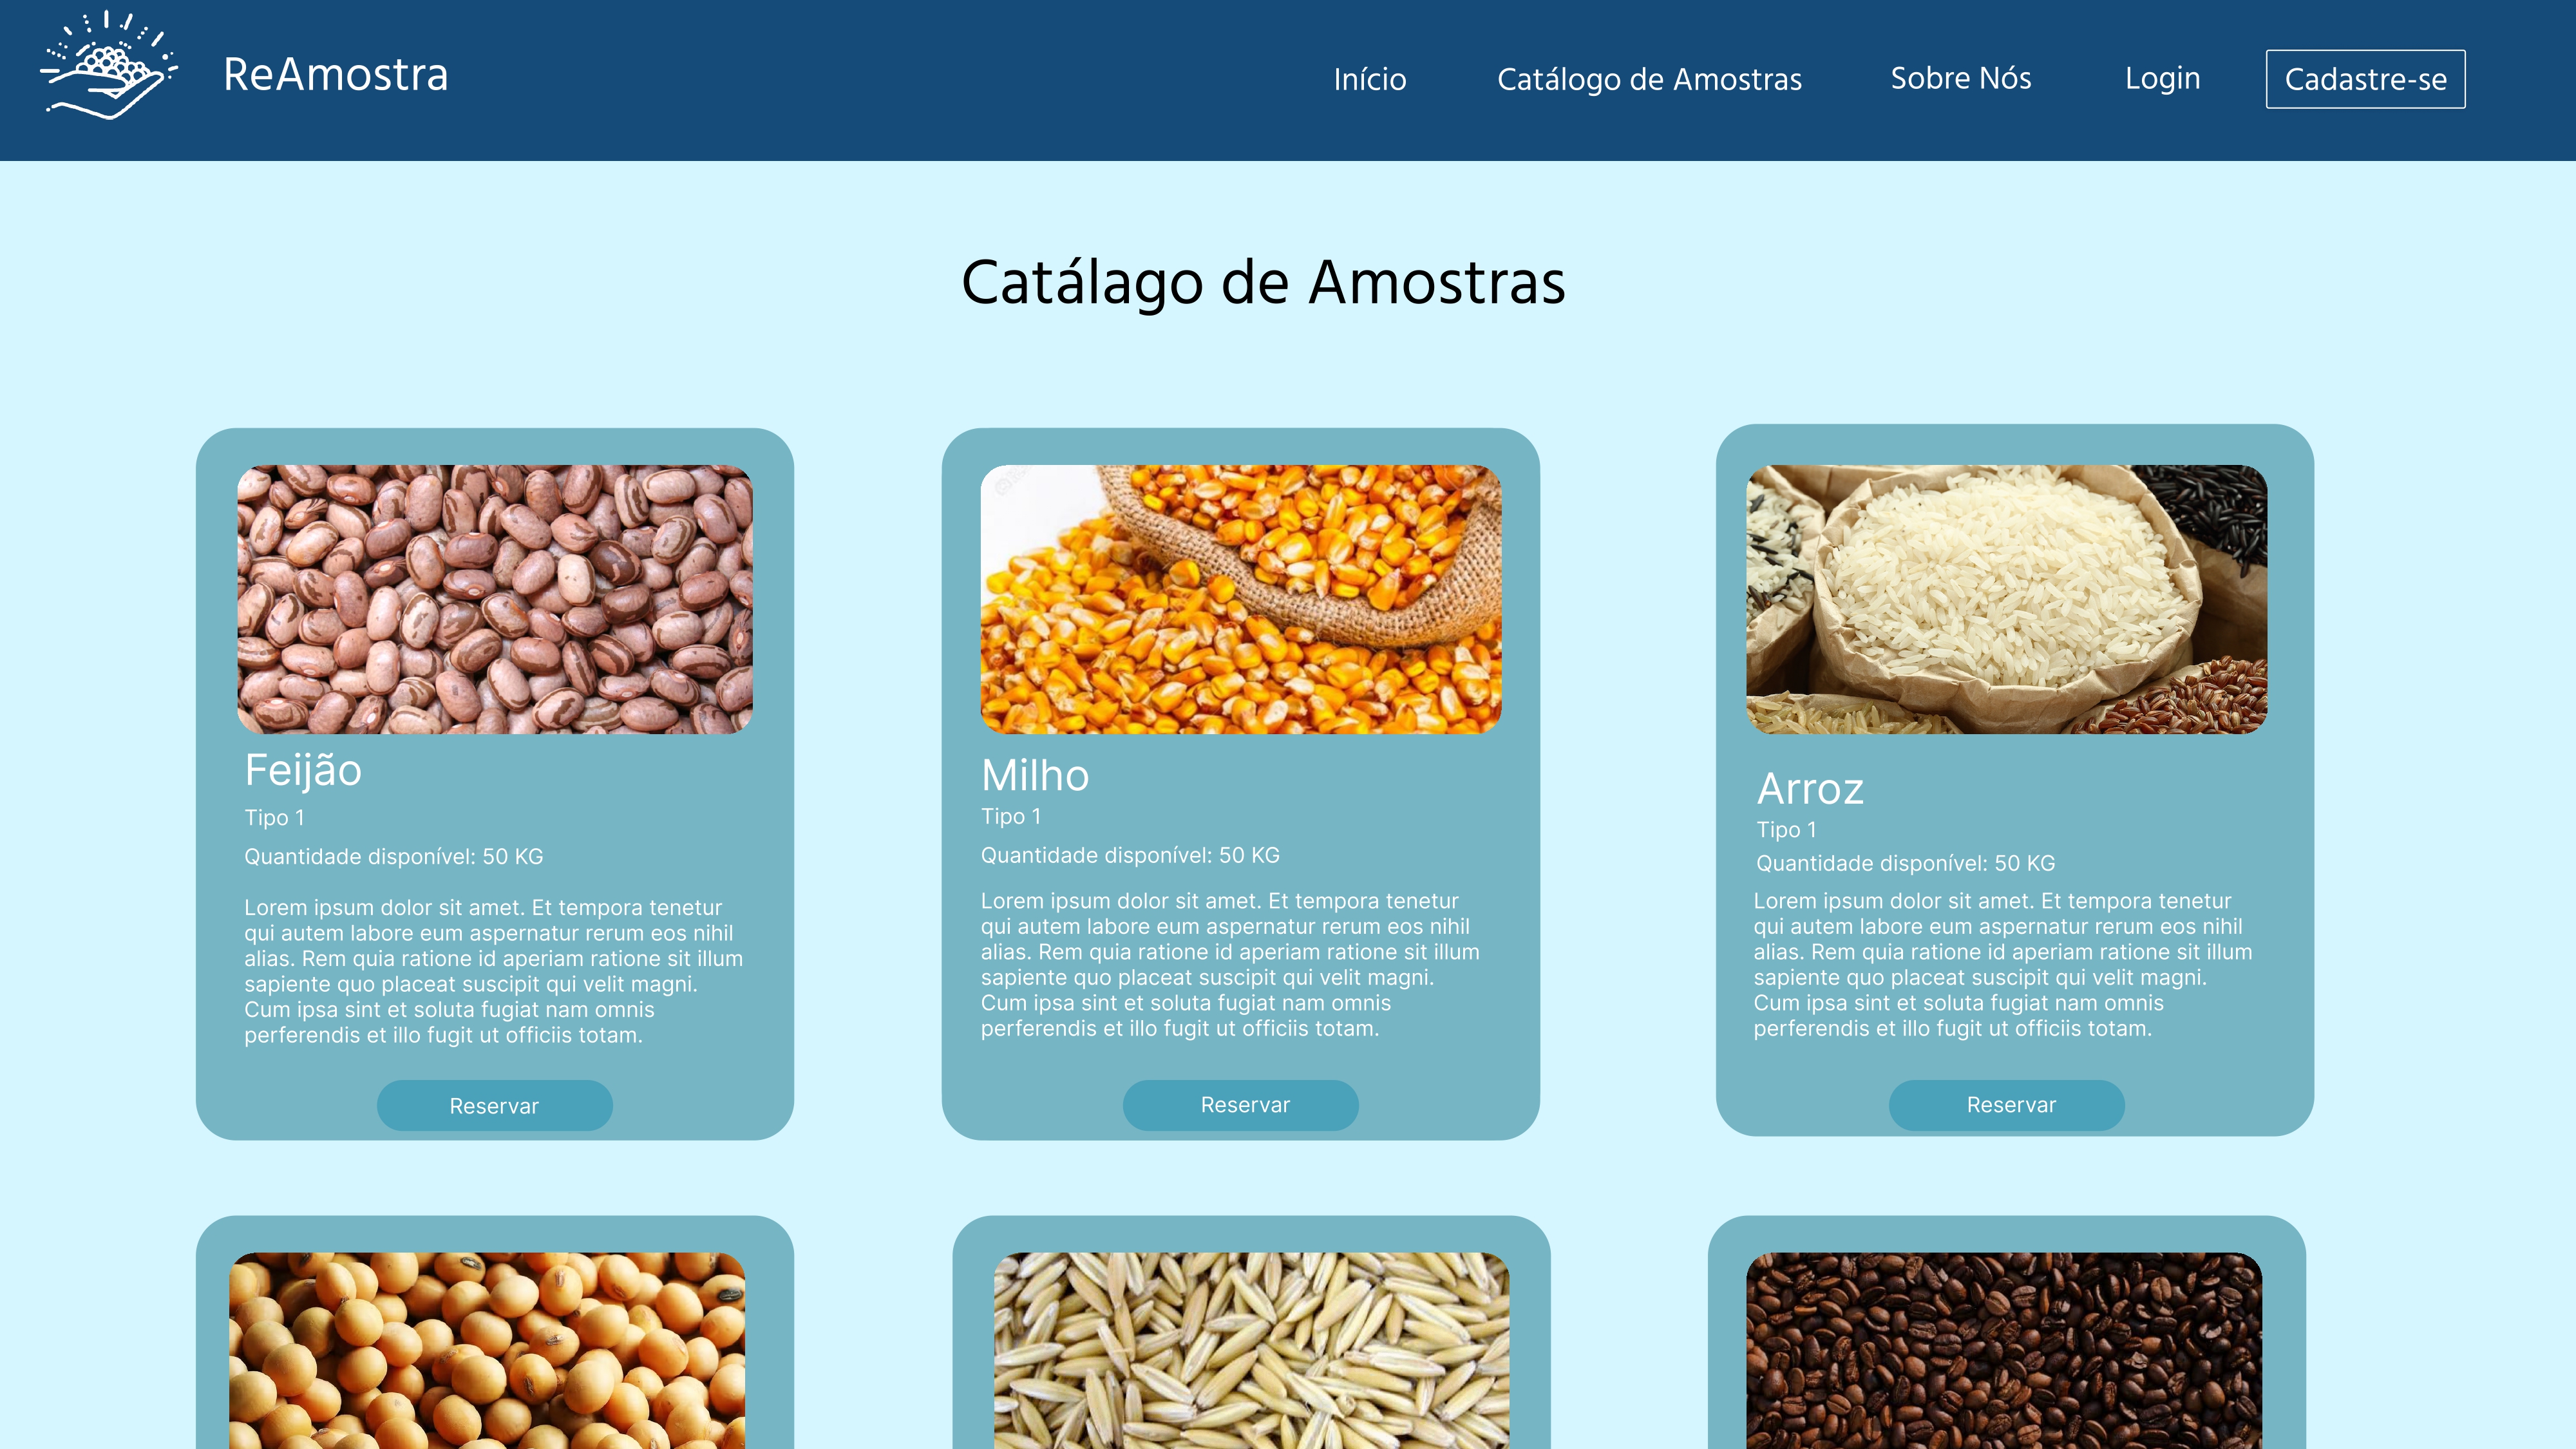 ReAmostra
Início
Catálogo de Amostras
Sobre Nós
Login
Cadastre-se
Catálago de Amostras
Feijão
Tipo 1
Quantidade disponível: 50 KG
Lorem ipsum dolor sit amet. Et tempora tenetur
qui autem labore eum aspernatur rerum eos nihil
alias. Rem quia ratione id aperiam ratione sit illum
sapiente quo placeat suscipit qui velit magni.
Cum ipsa sint et soluta fugiat nam omnis
perferendis et illo fugit ut officiis totam.
Reservar
Milho
Tipo 1
Quantidade disponível: 50 KG
Lorem ipsum dolor sit amet. Et tempora tenetur
qui autem labore eum aspernatur rerum eos nihil
alias. Rem quia ratione id aperiam ratione sit illum
sapiente quo placeat suscipit qui velit magni.
Cum ipsa sint et soluta fugiat nam omnis
perferendis et illo fugit ut officiis totam.
Reservar
Arroz
Tipo 1
Quantidade disponível: 50 KG
Lorem ipsum dolor sit amet. Et tempora tenetur
qui autem labore eum aspernatur rerum eos nihil
alias. Rem quia ratione id aperiam ratione sit illum
sapiente quo placeat suscipit qui velit magni.
Cum ipsa sint et soluta fugiat nam omnis
perferendis et illo fugit ut officiis totam.
Reservar